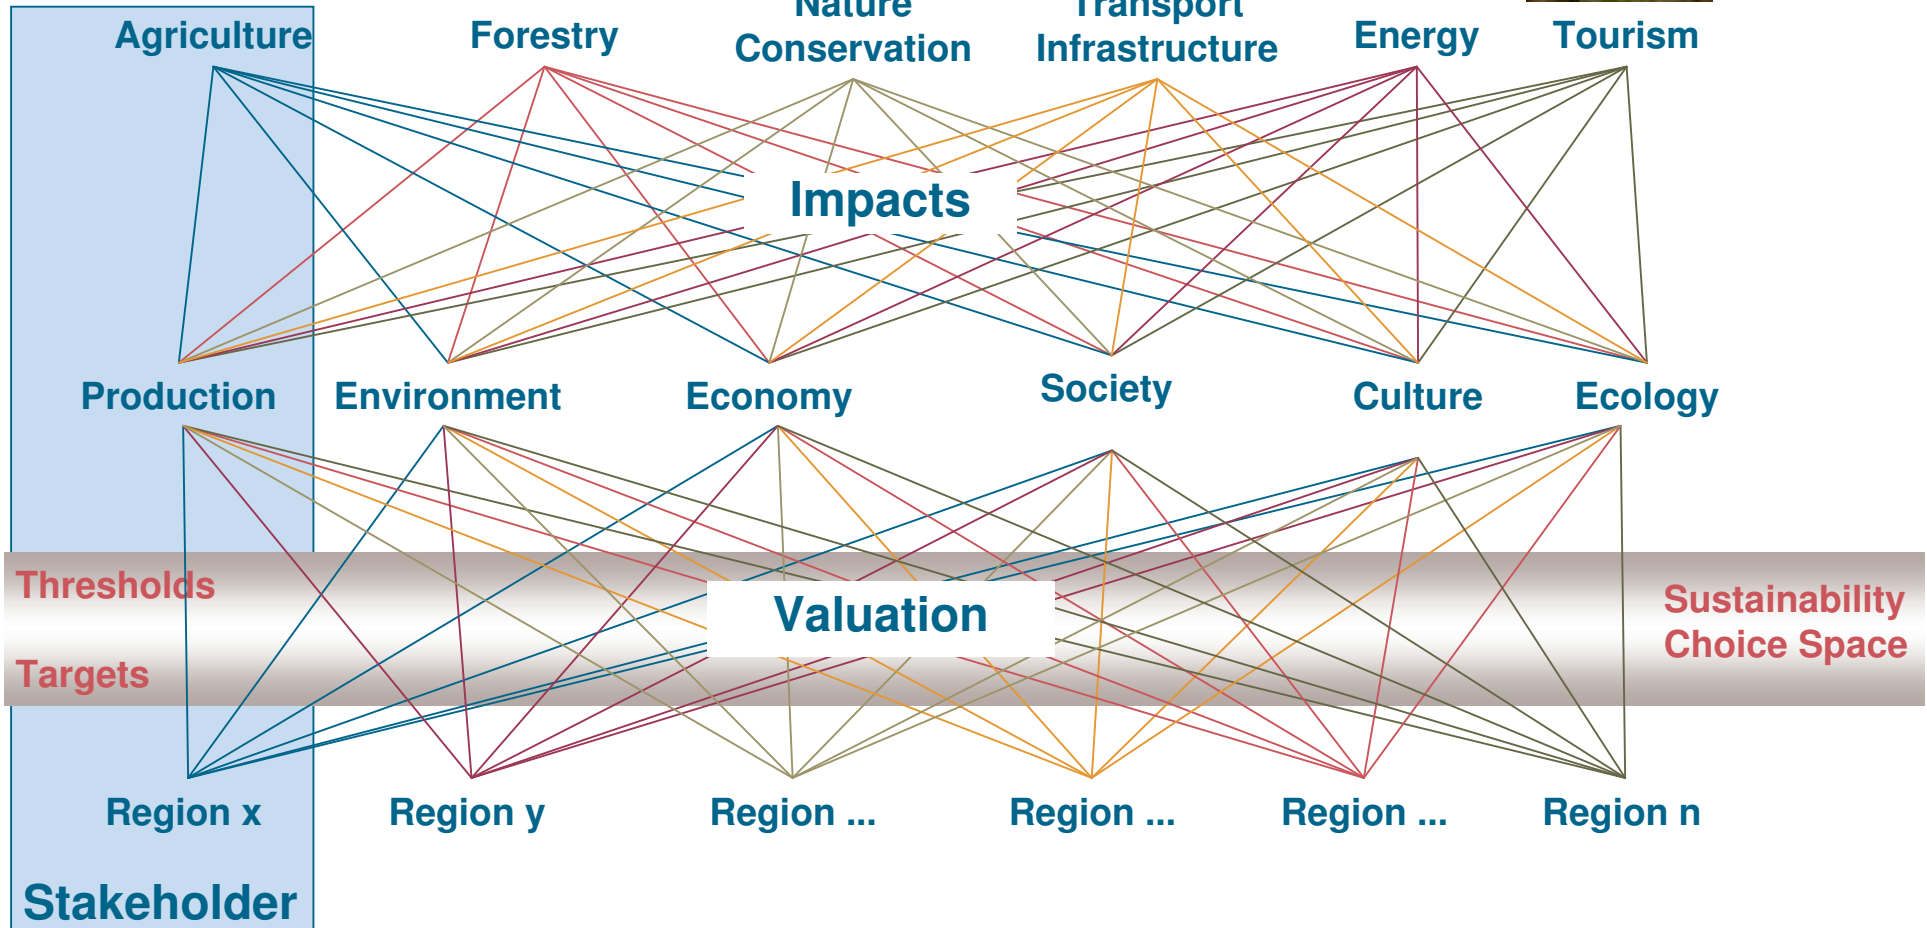 Agriculture
Forestry
Nature
Conservation
Transport
Infrastructure
Energy
Tourism
Impacts
Production
Environment
Economy
Society
Culture
Ecology
Thresholds
Targets
Valuation
Sustainability
Choice Space
Region x
Region y
Region ...
Region ...
Region ...
Region n
Stakeholder